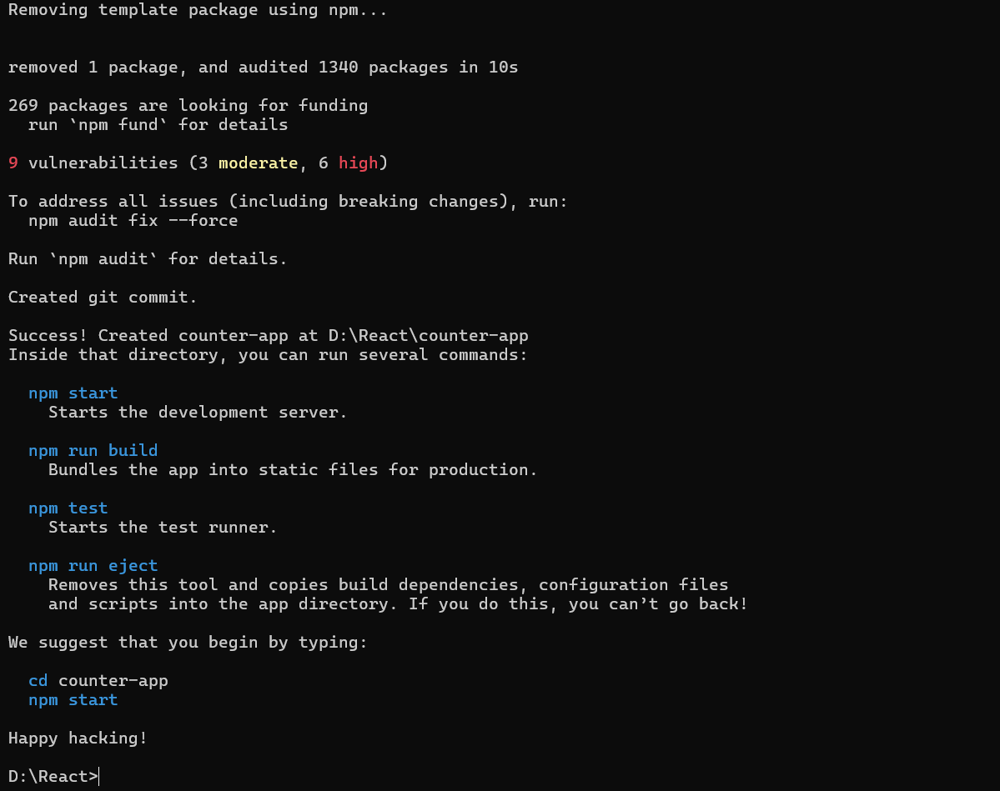 Removing template package using npm...
removed 1 package, and audited 1340 packages in 10s
269 packages are looking for funding
  run `npm fund` for details
9 vulnerabilities (3 moderate, 6 high)
To address all issues (including breaking changes), run:
  npm audit fix --force
Run `npm audit` for details.
Created git commit.
Success! Created counter-app at D:\React\counter-app
Inside that directory, you can run several commands:
  npm start
    Starts the development server.
  npm run build
    Bundles the app into static files for production.
  npm test
    Starts the test runner.
  npm run eject
    Removes this tool and copies build dependencies, configuration files
    and scripts into the app directory. If you do this, you can’t go back!
We suggest that you begin by typing:
  cd counter-app
  npm start
Happy hacking!
D:\React>